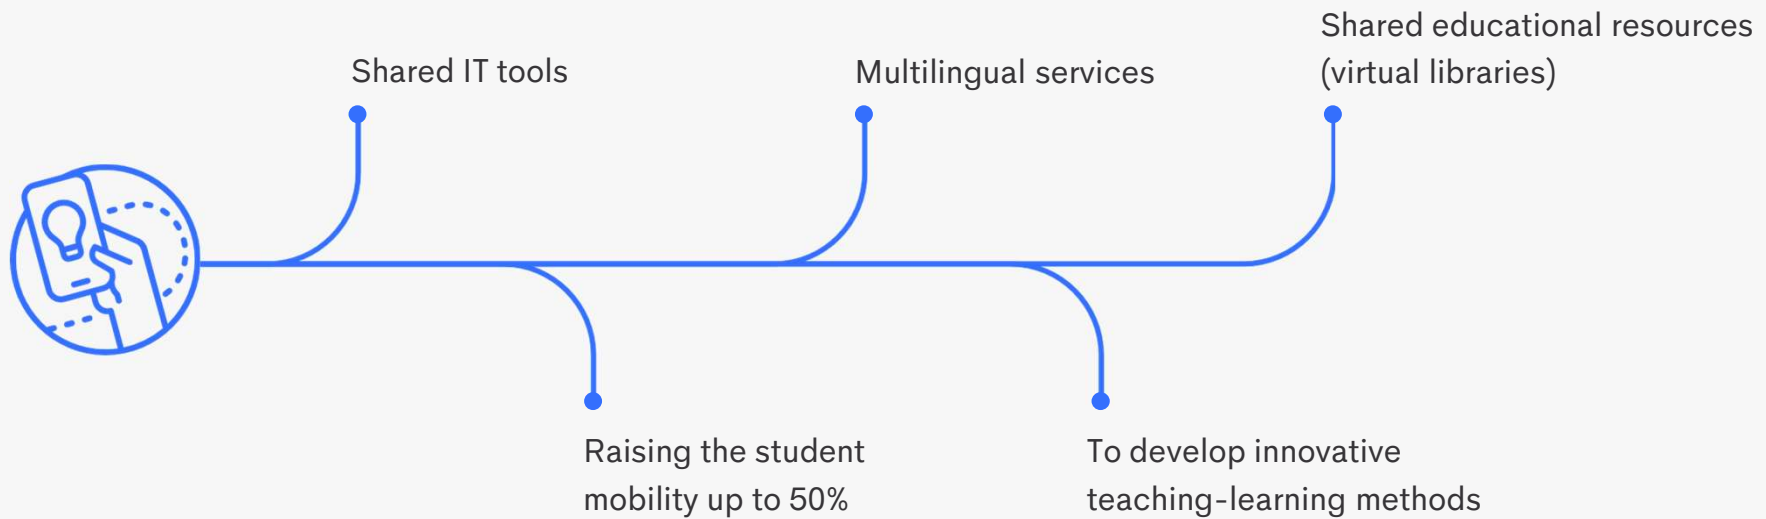 Shared IT tools
Multilingual services
Shared educational resources
(virtual libraries)
Raising the student
mobility up to 50%
To develop innovative
teaching-learning methods